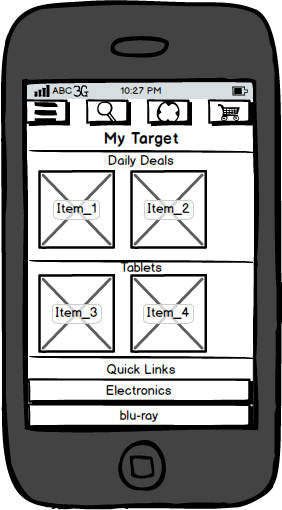 ABC 3G 10:27 PM
My Target
Daily Deals
Item_1 Item_2
Tablets
Item_3 Item_4
Quick Links
Electronics
blu-ray